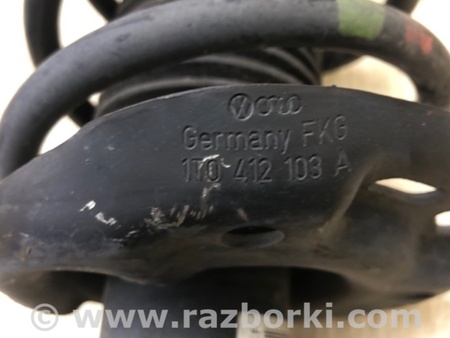 Germany FKG
1T0 412 103 A
© www.razborki.com